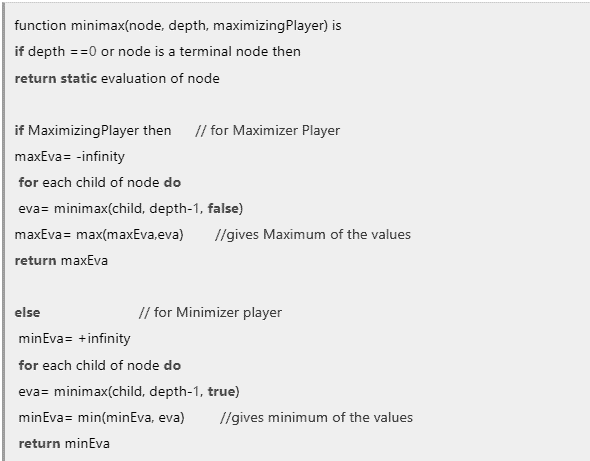 function minimax(node, depth, maximizingPlayer) is
if depth ==0 or node is a terminal node then
return static evaluation of node
if MaximizingPlayer then // for Maximizer Player
maxEva= -infinity
for each child of node do
eva= minimax(child, depth-1, false)
maxEva= max(maxEva,eva) //gives Maximum of the values
return maxEva
else // for Minimizer player
minEva= +infinity
for each child of node do
eva= minimax(child, depth-1, true)
minEva= min(minEva, eva) //gives minimum of the values
return minEva